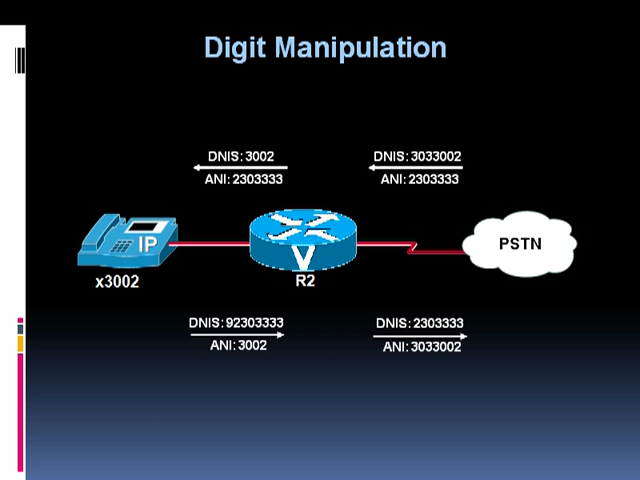 Digit Manipulation
DNIS: 3002
ANI: 2303333
DNIS: 3033002
ANI: 2303333
IP
x3002
V
R2
PSTN
DNIS: 92303333
ANI: 3002
DNIS: 2303333
ANI: 3033002